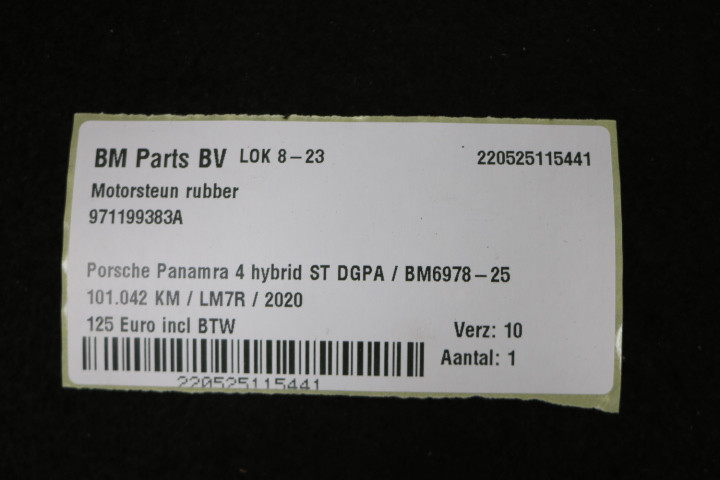 BM Parts BV LOK 8-23 220525115441
Motorsteun rubber
971199383A
Porsche Panamra 4 hybrid ST DGPA / BM6978-25
101.042 KM / LM7R / 2020
125 Euro incl BTW
Verz: 10
Aantal: 1
220525115441